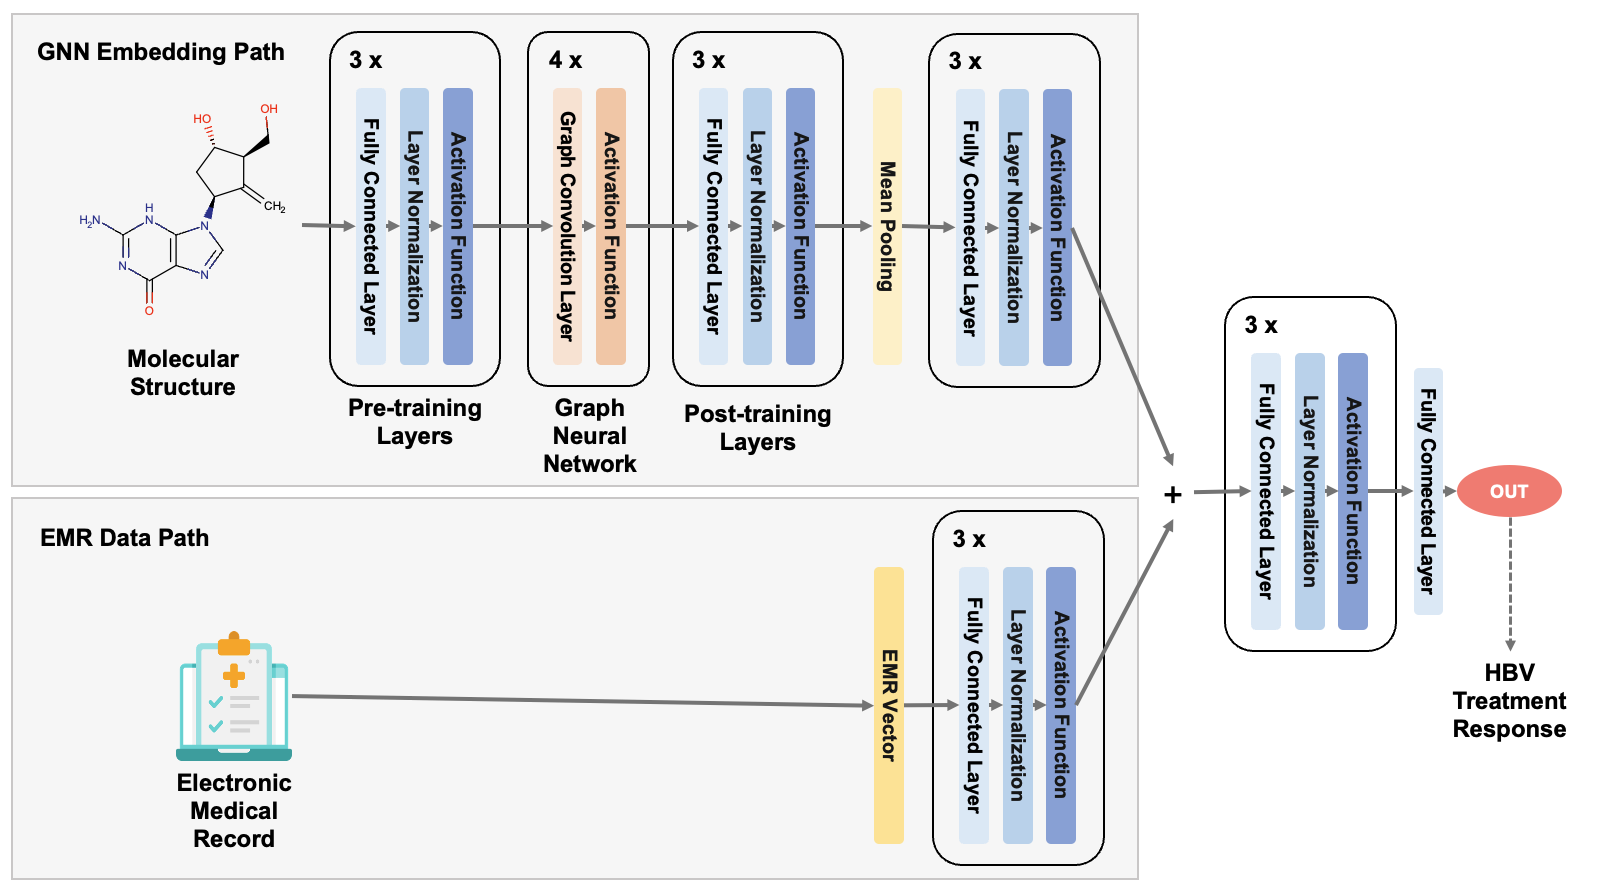 GNN Embedding Path
3 x
4 x
3 x
3 x
HO
OH
CH₂
H₂N
H
N
N
N
N
O
Fully Connected Layer
Layer Normalization
Activation Function
Graph Convolution Layer
Activation Function
Fully Connected Layer
Layer Normalization
Activation Function
Mean Pooling
Fully Connected Layer
Layer Normalization
Activation Function
Molecular
Structure
Pre-training
Layers
Graph
Neural
Network
Post-training
Layers
EMR Data Path
Electronic
Medical
Record
EMR Vector
3 x
Fully Connected Layer
Layer Normalization
Activation Function
+
3 x
Fully Connected Layer
Layer Normalization
Activation Function
Fully Connected Layer
OUT
HBV
Treatment
Response